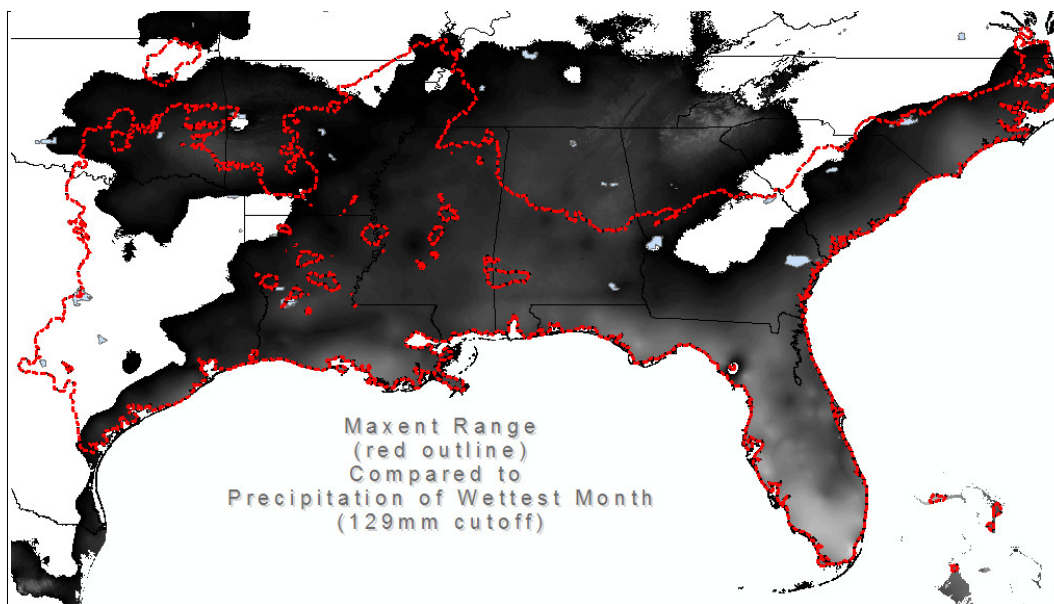 Maxent Range
(red outline)
Compared to
Precipitation of Wettest Month
(129mm cutoff)